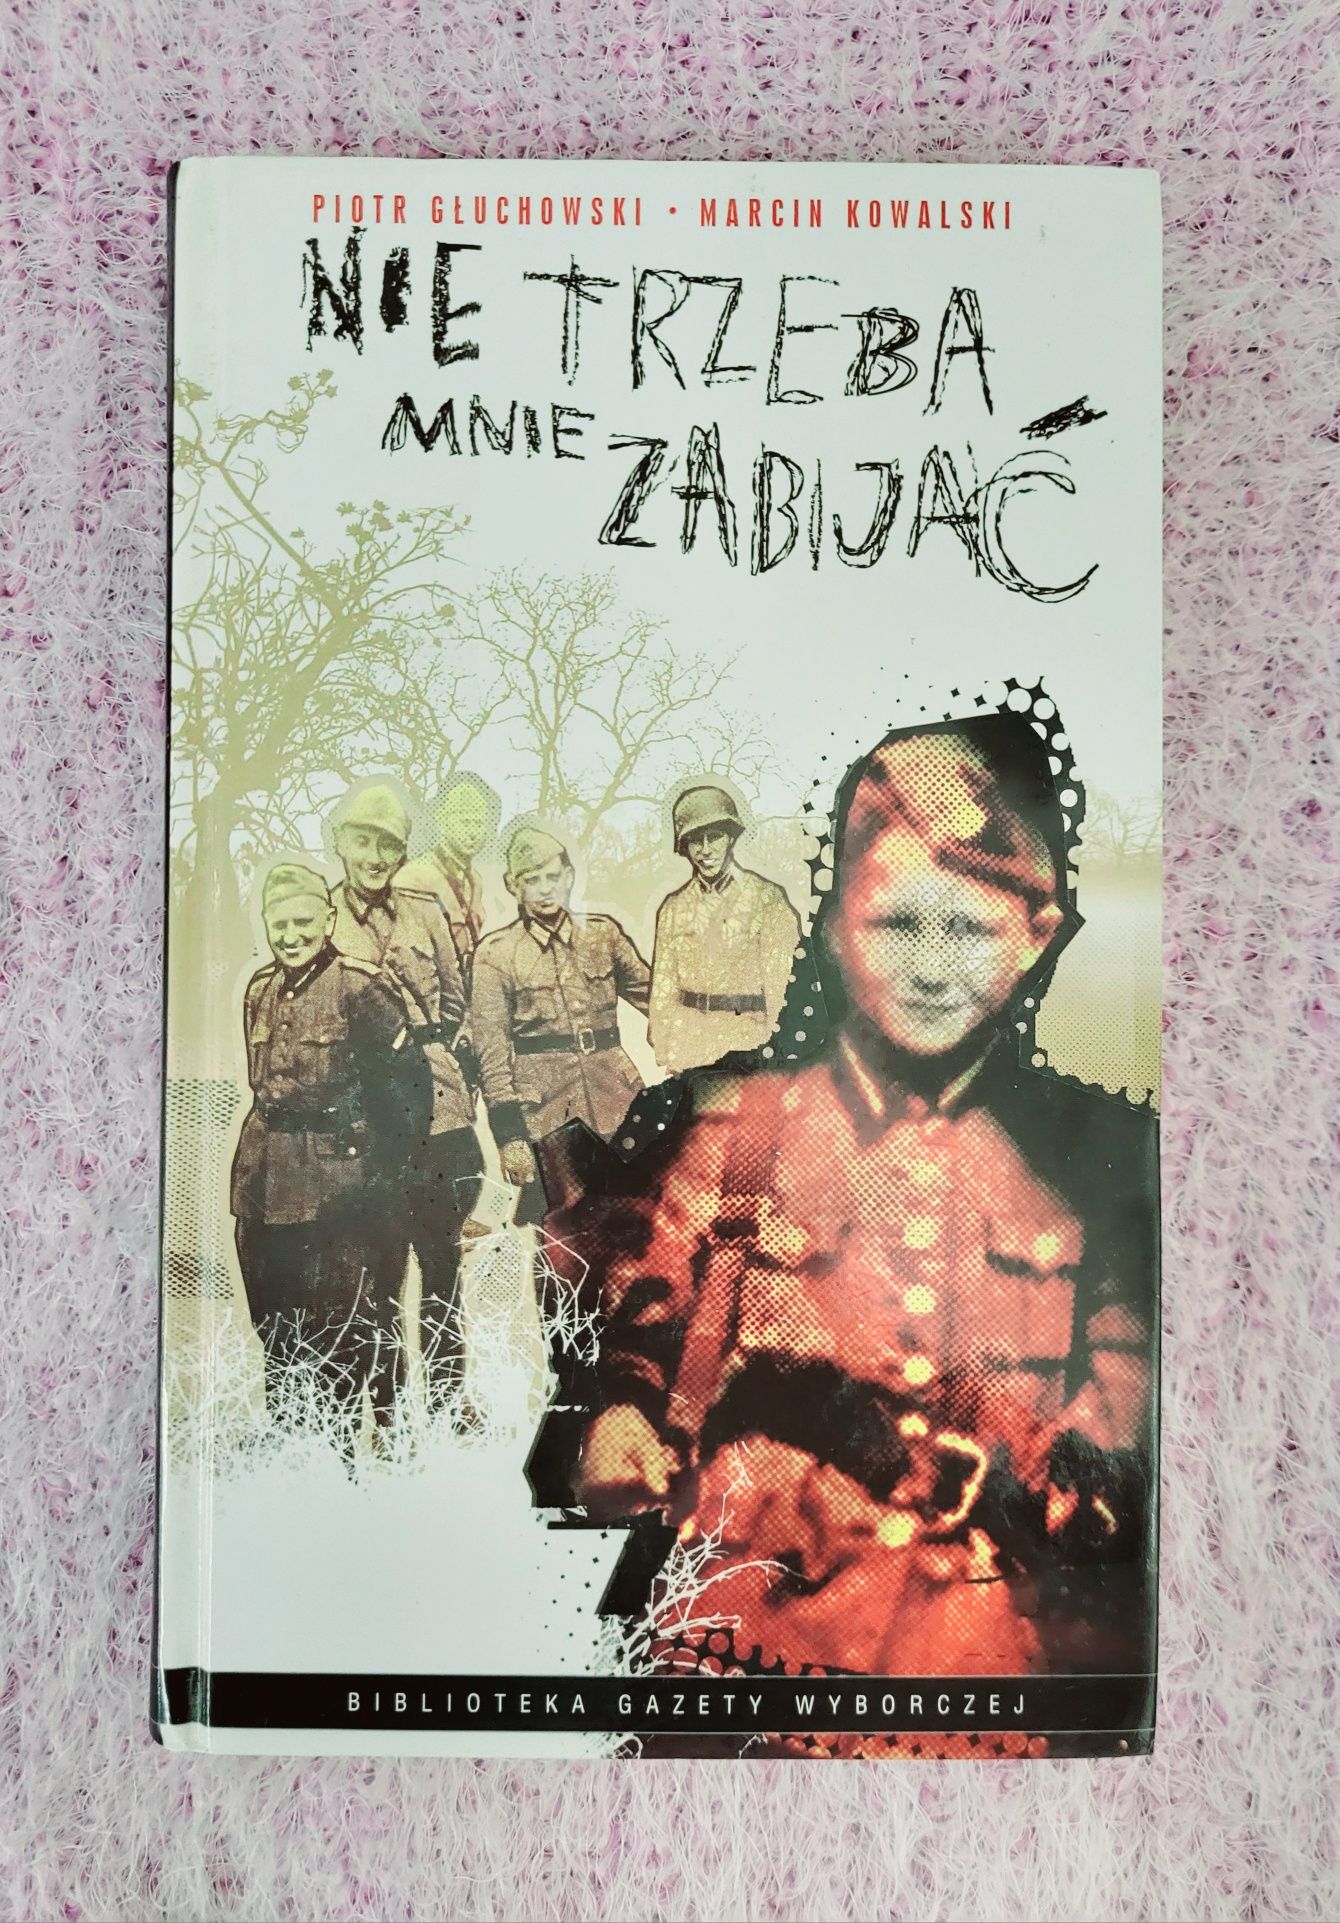 PIOTR GŁUCHOWSKI • MARCIN KOWALSKI
NIE TRZEBA
MNIE ZABIJAĆ
BIBLIOTEKA GAZETY WYBORCZEJ